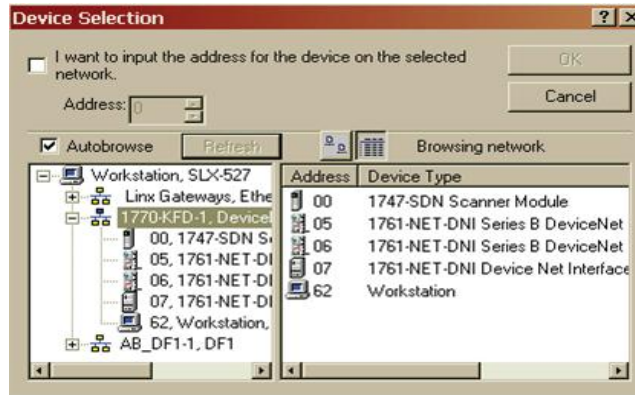 Device Selection
I want to input the address for the device on the selected
network.
OK
Address: 0
Cancel
Autobrowse
Refresh
Browsing network
Workstation, SLX-527
Linx Gateways, Ethe
1770-KFD-1, Device
00, 1747-SDN S
05, 1761-NET-D
06, 1761-NET-D
07, 1761-NET-D
62, Workstation,
AB_DF1-1, DF1
Address Device Type
00 1747-SDN Scanner Module
05 1761-NET-DNI Series B DeviceNet
06 1761-NET-DNI Series B DeviceNet
07 1761-NET-DNI Device Net Interface
62 Workstation